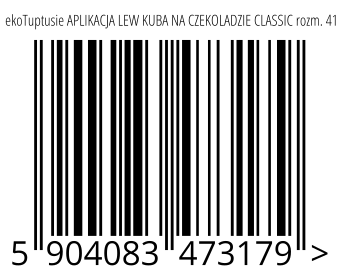 ekoTuptusie APLIKACJA LEW KUBA NA CZEKOLADZIE CLASSIC rozm. 41
5 904083 473179 >